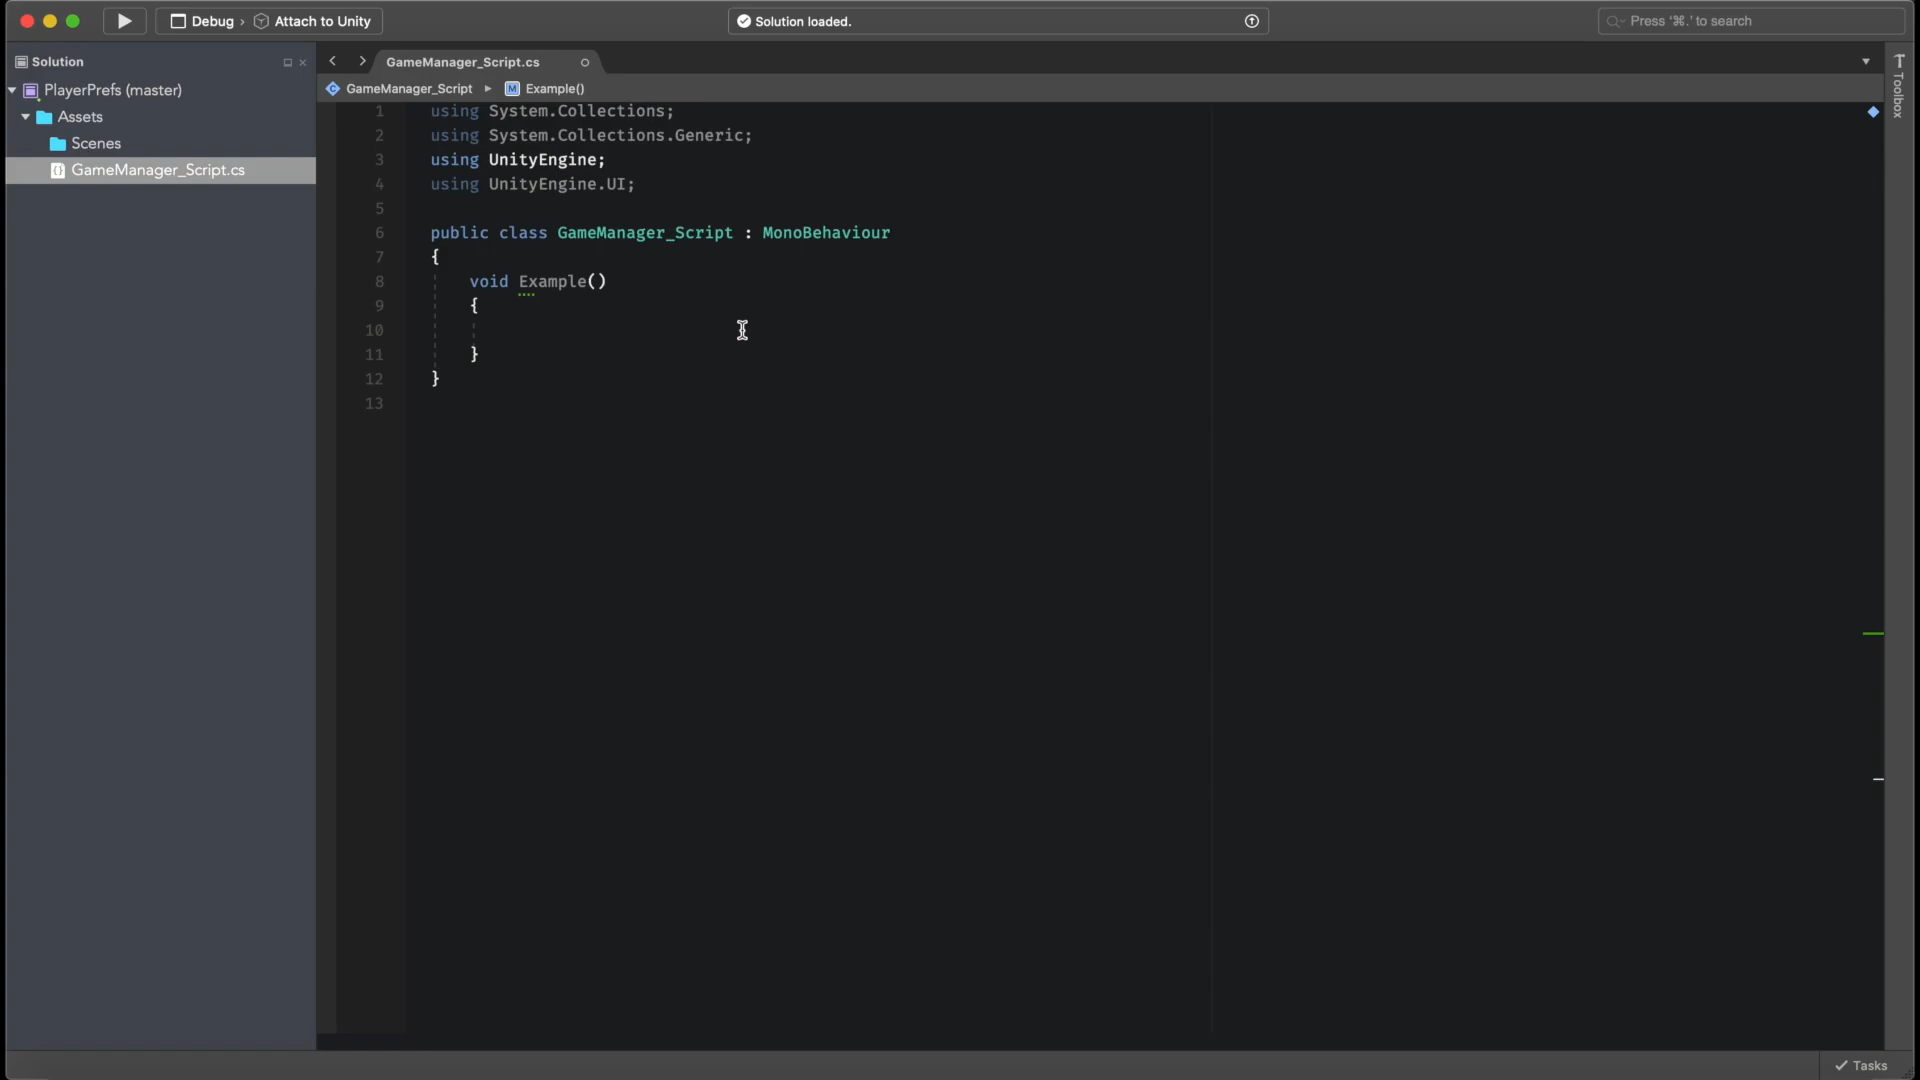 Debug › Attach to Unity
Solution loaded.
Press '⌘.' to search
Solution
PlayerPrefs (master)
Assets
Scenes
GameManager_Script.cs
GameManager_Script.cs
GameManager_Script ▸ Example()
Toolbox
1 using System.Collections;
2 using System.Collections.Generic;
3 using UnityEngine;
4 using UnityEngine.UI;
5
6 public class GameManager_Script : MonoBehaviour
7 {
8 void Example()
9 {
10
11 }
12 }
13
Tasks